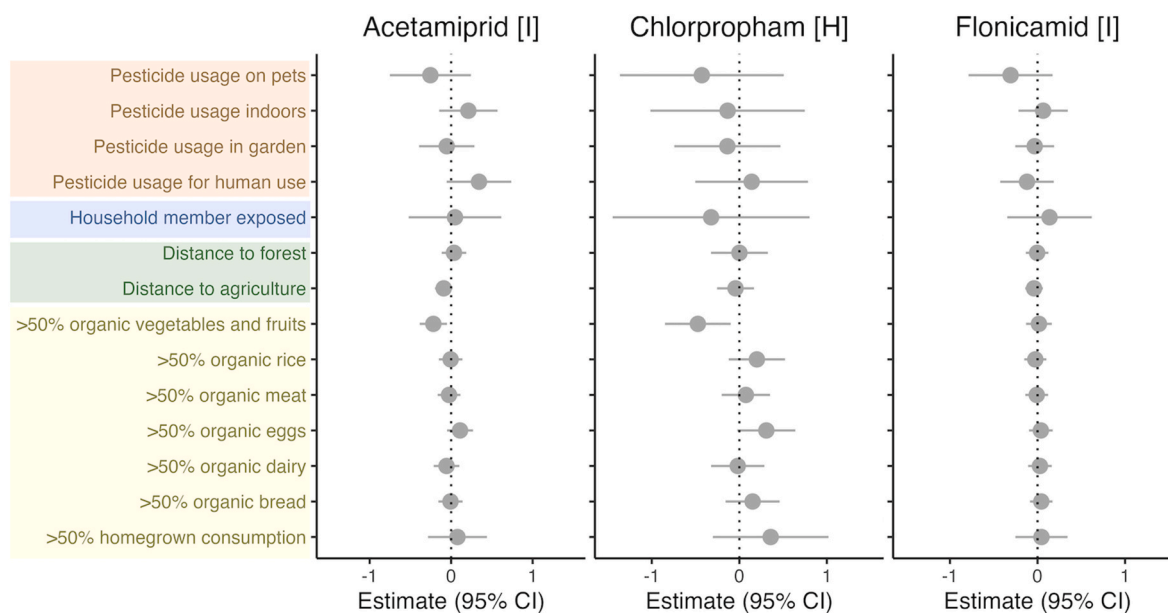 Acetamiprid [I]
Chlorpropham [H]
Flonicamid [I]
Pesticide usage on pets
Pesticide usage indoors
Pesticide usage in garden
Pesticide usage for human use
Household member exposed
Distance to forest
Distance to agriculture
>50% organic vegetables and fruits
>50% organic rice
>50% organic meat
>50% organic eggs
>50% organic dairy
>50% organic bread
>50% homegrown consumption
-1 0 1
-1 0 1
-1 0 1
Estimate (95% CI)
Estimate (95% CI)
Estimate (95% CI)